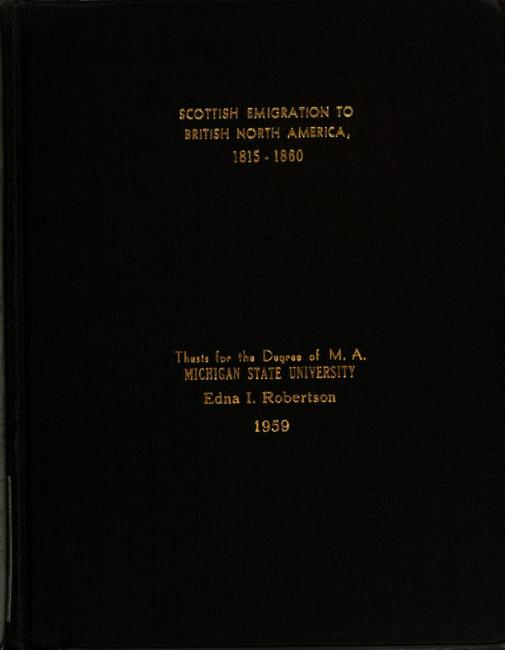 SCOTTISH EMIGRATION TO
BRITISH NORTH AMERICA,
1815 - 1860
Thesis for the Degree of M. A.
MICHIGAN STATE UNIVERSITY
Edna I. Robertson
1959